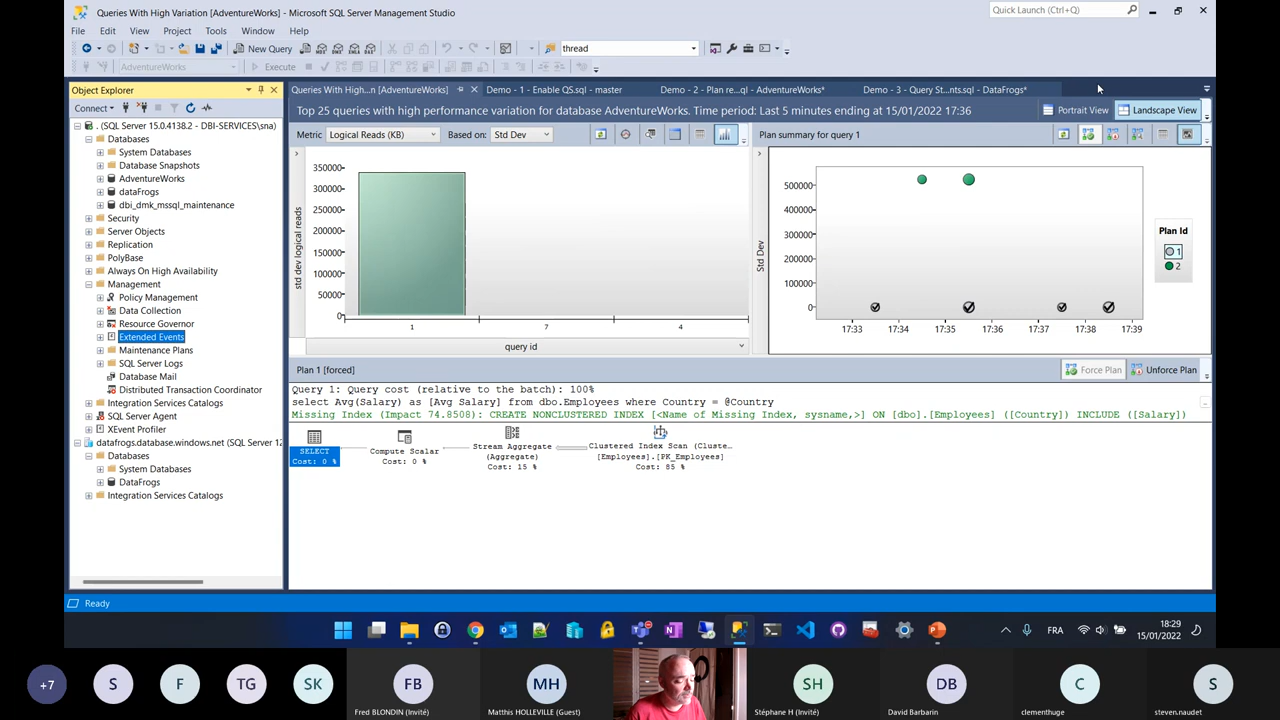 Queries With High Variation [AdventureWorks] - Microsoft SQL Server Management Studio
Quick Launch (Ctrl+Q)
File Edit View Project Tools Window Help
New Query
thread
AdventureWorks
Execute
Object Explorer
Queries With High...n [AdventureWorks]
Demo - 1 - Enable QS.sql - master
Demo - 2 - Plan re...ql - AdventureWorks*
Demo - 3 - Query St...nts.sql - DataFrogs*
Connect
Top 25 queries with high performance variation for database AdventureWorks. Time period: Last 5 minutes ending at 15/01/2022 17:36
Portrait View
Landscape View
. (SQL Server 15.0.4138.2 - DBI-SERVICES\sna)
Databases
System Databases
Database Snapshots
AdventureWorks
dataFrogs
dbi_dmk_mssql_maintenance
Security
Server Objects
Replication
PolyBase
Always On High Availability
Management
Policy Management
Data Collection
Resource Governor
Extended Events
Maintenance Plans
SQL Server Logs
Database Mail
Distributed Transaction Coordinator
Integration Services Catalogs
SQL Server Agent
XEvent Profiler
datafrogs.database.windows.net (SQL Server 12
Databases
System Databases
DataFrogs
Integration Services Catalogs
Metric Logical Reads (KB) Based on: Std Dev
std dev logical reads
350000
300000
250000
200000
150000
100000
50000
0
1 7 4
query id
Plan summary for query 1
Std Dev
500000
400000
300000
200000
100000
0
17:33 17:34 17:35 17:36 17:37 17:38 17:39
Plan Id
1
2
Plan 1 [forced]
Force Plan
Unforce Plan
Query 1: Query cost (relative to the batch): 100%
select Avg(Salary) as [Avg Salary] from dbo.Employees where Country = @Country
Missing Index (Impact 74.8508): CREATE NONCLUSTERED INDEX [<Name of Missing Index, sysname,>] ON [dbo].[Employees] ([Country]) INCLUDE ([Salary])
SELECT
Cost: 0 %
Compute Scalar
Cost: 0 %
Stream Aggregate
(Aggregate)
Cost: 15 %
Clustered Index Scan (Cluste...
[Employees].[PK_Employees]
Cost: 85 %
Ready
FRA
18:29
15/01/2022
+7
S
F
TG
SK
FB
Fred BLONDIN (Invité)
MH
Matthis HOLLEVILLE (Guest)
SH
Stéphane H (Invité)
DB
David Barbarin
C
clementhuge
S
steven.naudet